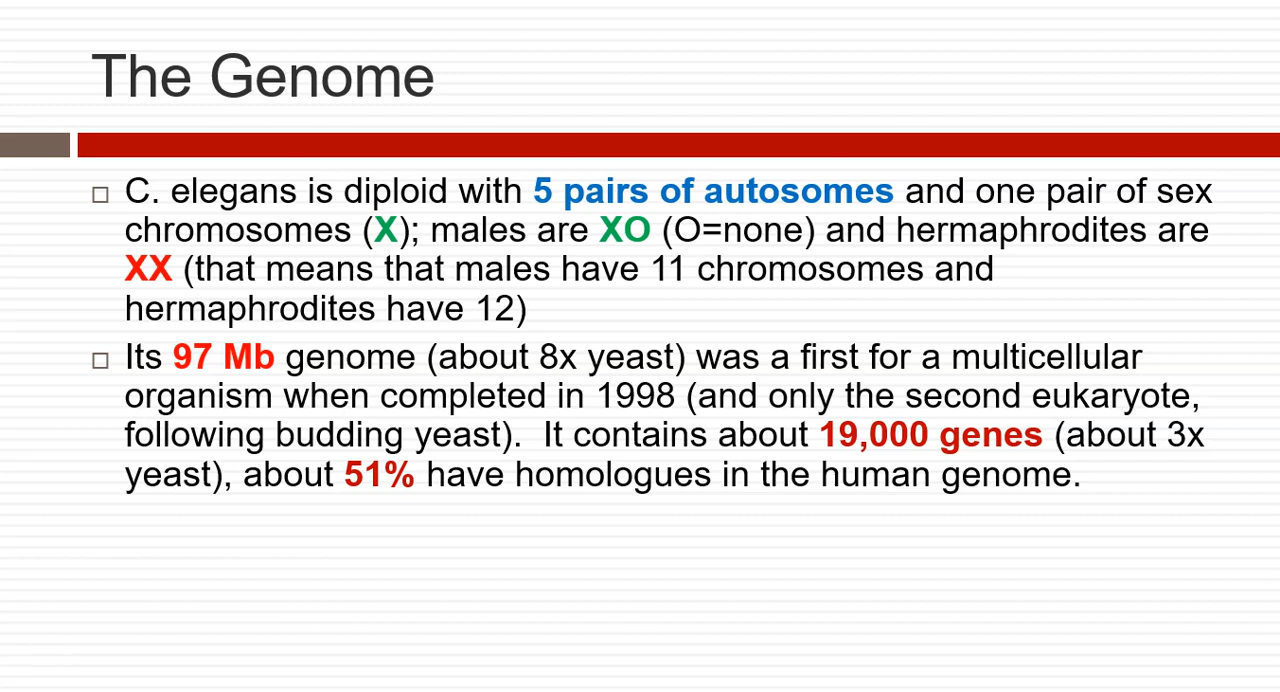 The Genome
C. elegans is diploid with 5 pairs of autosomes and one pair of sex
chromosomes (X); males are XO (O=none) and hermaphrodites are
XX (that means that males have 11 chromosomes and
hermaphrodites have 12)
Its 97 Mb genome (about 8x yeast) was a first for a multicellular
organism when completed in 1998 (and only the second eukaryote,
following budding yeast).  It contains about 19,000 genes (about 3x
yeast), about 51% have homologues in the human genome.